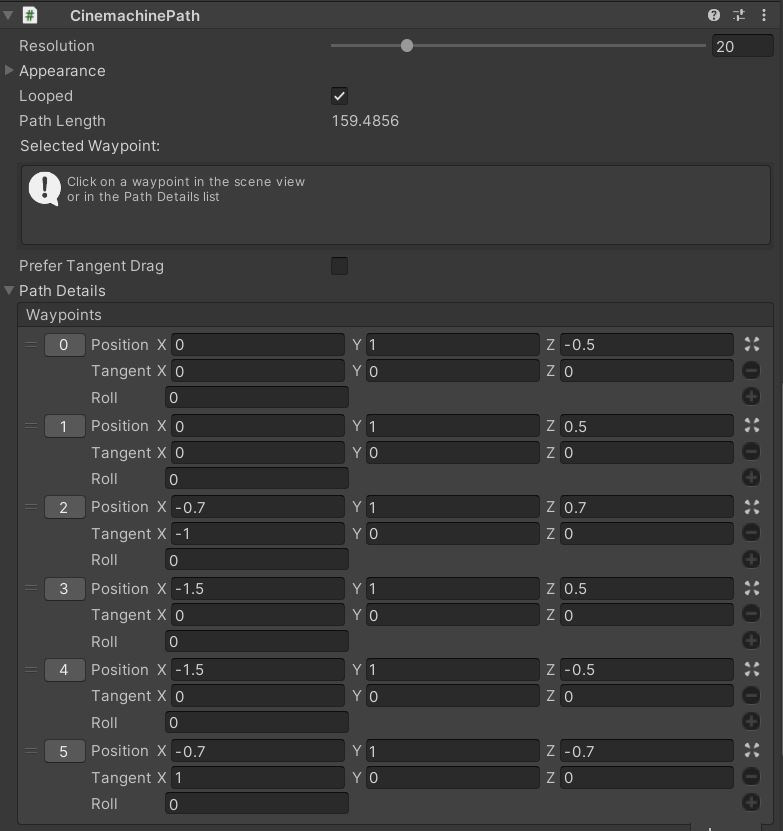 CinemachinePath
Resolution 20
Appearance
Looped
Path Length 159.4856
Selected Waypoint:
Click on a waypoint in the scene view
or in the Path Details list
Prefer Tangent Drag
Path Details
Waypoints
0 Position X 0 Y 1 Z -0.5
Tangent X 0 Y 0 Z 0
Roll 0
1 Position X 0 Y 1 Z 0.5
Tangent X 0 Y 0 Z 0
Roll 0
2 Position X -0.7 Y 1 Z 0.7
Tangent X -1 Y 0 Z 0
Roll 0
3 Position X -1.5 Y 1 Z 0.5
Tangent X 0 Y 0 Z 0
Roll 0
4 Position X -1.5 Y 1 Z -0.5
Tangent X 0 Y 0 Z 0
Roll 0
5 Position X -0.7 Y 1 Z -0.7
Tangent X 1 Y 0 Z 0
Roll 0